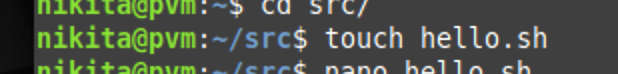 nikita@pvm:~$ cd src/
nikita@pvm:~/src$ touch hello.sh
nikita@pvm:~/src$ nano hello.sh